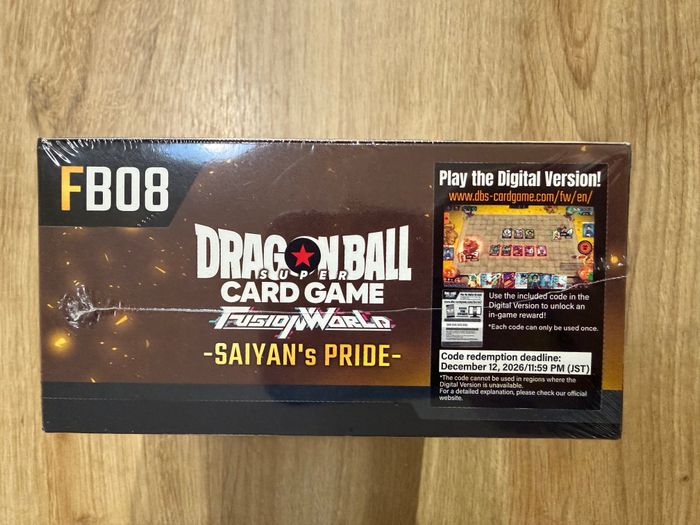 FB08
DRAGON BALL
SUPER
CARD GAME
FUSION WORLD
-SAIYAN's PRIDE-
Play the Digital Version!
www.dbs-cardgame.com/fw/en/
Use the included code in the
Digital Version to unlock an
in-game reward!
*Each code can only be used once.
Code redemption deadline:
December 12, 2026/11:59 PM (JST)
*The code cannot be used in regions where the
Digital Version is unavailable.
For a detailed explanation, please check our official
website.